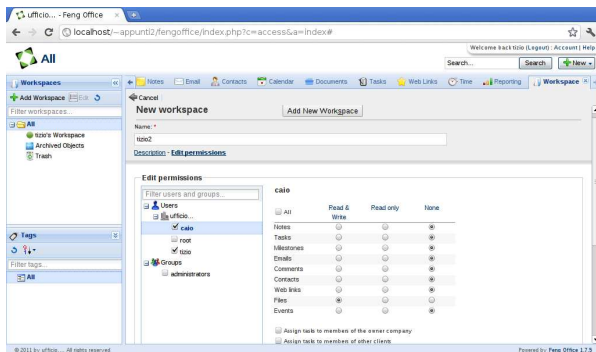 ufficio... - Feng Office
localhost/~appunti2/fengoffice/index.php?c=access&a=index#
Welcome back tizio (Logout) : Account | Help
All
Search...
Search
New
Workspaces
Notes
Email
Contacts
Calendar
Documents
Tasks
Web Links
Time
Reporting
Workspace
Add Workspace
Edit
Cancel
Filter workspaces...
New workspace
Add New Workspace
All
tizio's Workspace
Archived Objects
Trash
Name: *
tizio2
Description - Edit permissions
Edit permissions
Filter users and groups...
Users
ufficio...
caio
root
tizio
Groups
administrators
caio
All
Read & Write
Read only
None
Notes
Tasks
Milestones
Emails
Comments
Contacts
Web links
Files
Events
Assign tasks to members of the owner company
Assign tasks to members of other clients
Tags
Filter tags...
All
© 2011 by ufficio.... All rights reserved
Powered by Feng Office 1.7.5